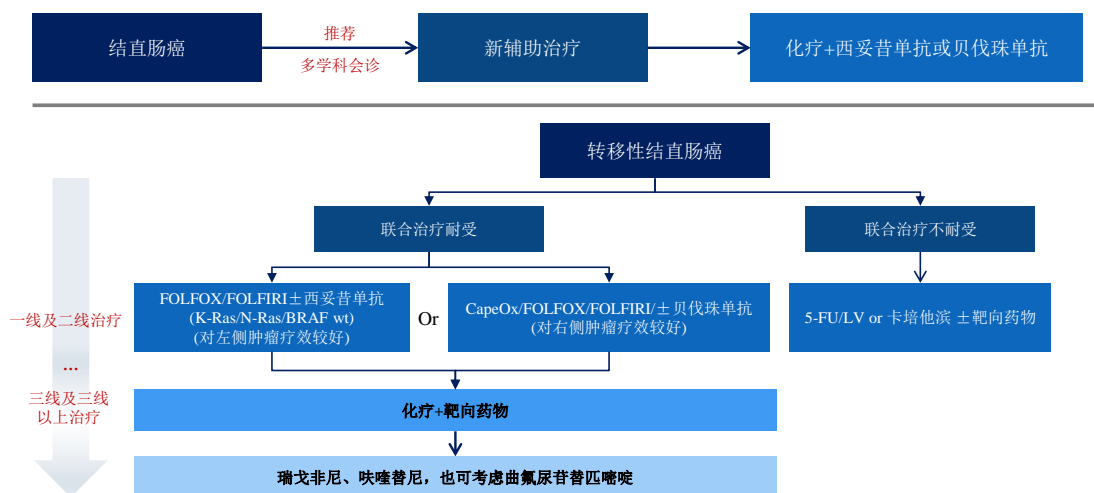 结直肠癌
推荐
多学科会诊
新辅助治疗
化疗+西妥昔单抗或贝伐珠单抗
转移性结直肠癌
联合治疗耐受
联合治疗不耐受
一线及二线治疗
FOLFOX/FOLFIRI±西妥昔单抗
(K-Ras/N-Ras/BRAF wt)
(对左侧肿瘤疗效较好)
Or
CapeOx/FOLFOX/FOLFIRI/±贝伐珠单抗
(对右侧肿瘤疗效较好)
5-FU/LV or 卡培他滨 ±靶向药物
...
三线及三线
以上治疗
化疗+靶向药物
瑞戈非尼、呋喹替尼，也可考虑曲氟尿苷替匹嘧啶